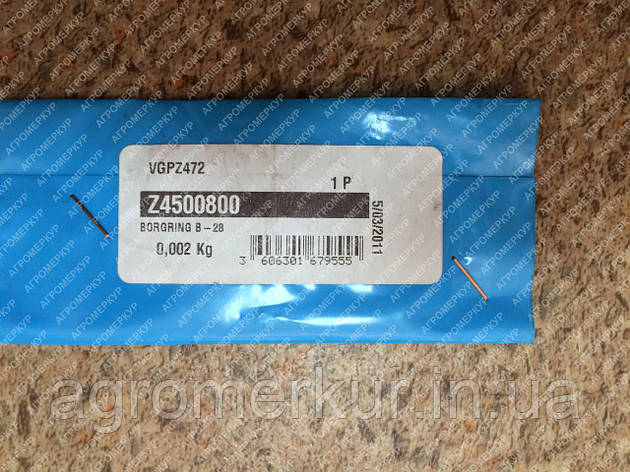 VGPZ472
1 P
Z4500800
BORGRING B-28
0,002 Kg
5/03/2011
3 606301 679555
АГРОМЕРКУР
agromerkur.in.ua